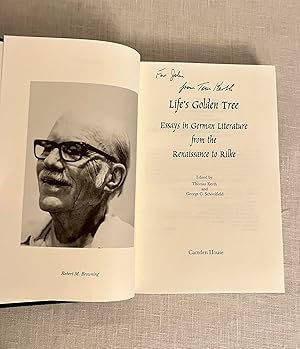 For John
from Tom Kerth
Life's Golden Tree
Essays in German Literature
from the
Renaissance to Rilke
Edited by
Thomas Kerth
and
George C. Schoolfield
Camden House
Robert M. Browning